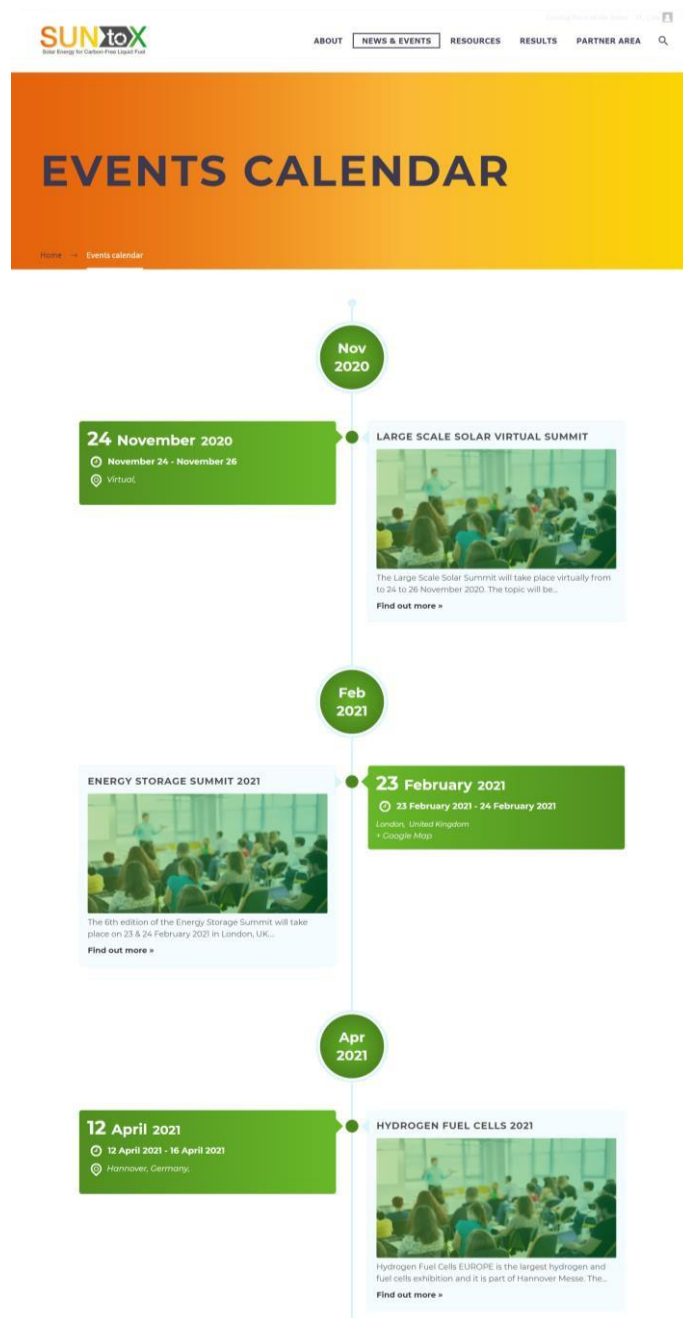 SUNtoX
Solar Energy for Carbon-Free Liquid Fuel
ABOUT NEWS & EVENTS RESOURCES RESULTS PARTNER AREA
EVENTS CALENDAR
Home → Events calendar
Nov
2020
24 November 2020
November 24 - November 26
Virtual,
LARGE SCALE SOLAR VIRTUAL SUMMIT
The Large Scale Solar Summit will take place virtually from
to 24 to 26 November 2020. The topic will be...
Find out more »
Feb
2021
ENERGY STORAGE SUMMIT 2021
The 6th edition of the Energy Storage Summit will take
place on 23 & 24 February 2021 in London, UK....
Find out more »
23 February 2021
23 February 2021 - 24 February 2021
London, United Kingdom
+ Google Map
Apr
2021
12 April 2021
12 April 2021 - 16 April 2021
Hannover, Germany,
HYDROGEN FUEL CELLS 2021
Hydrogen Fuel Cells EUROPE is the largest hydrogen and
fuel cells exhibition and it is part of Hannover Messe. The...
Find out more »